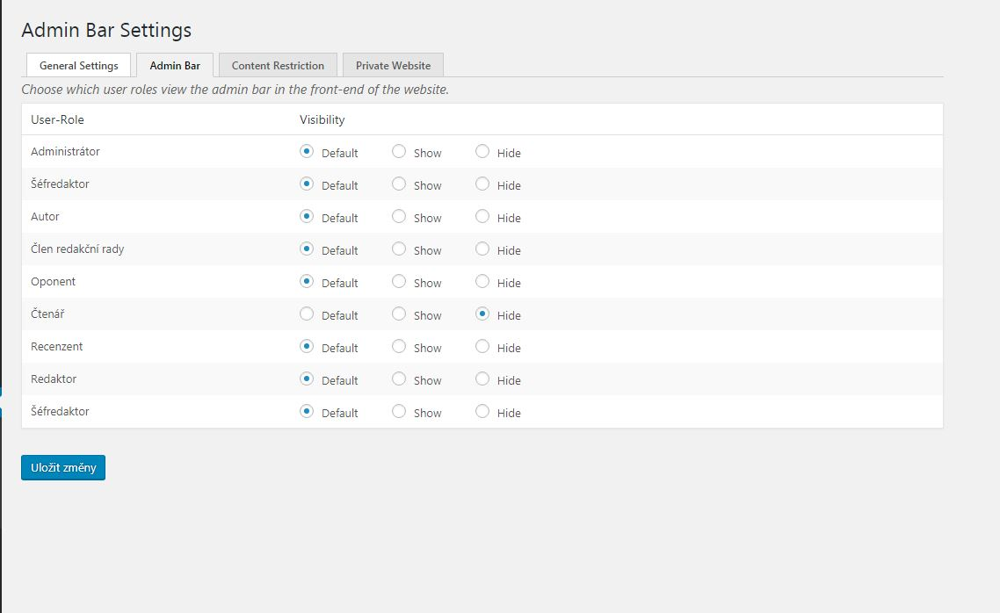 Admin Bar Settings
General Settings Admin Bar Content Restriction Private Website
Choose which user roles view the admin bar in the front-end of the website.
User-Role Visibility
Administrátor Default Show Hide
Šéfredaktor Default Show Hide
Autor Default Show Hide
Člen redakční rady Default Show Hide
Oponent Default Show Hide
Čtenář Default Show Hide
Recenzent Default Show Hide
Redaktor Default Show Hide
Šéfredaktor Default Show Hide
Uložit změny